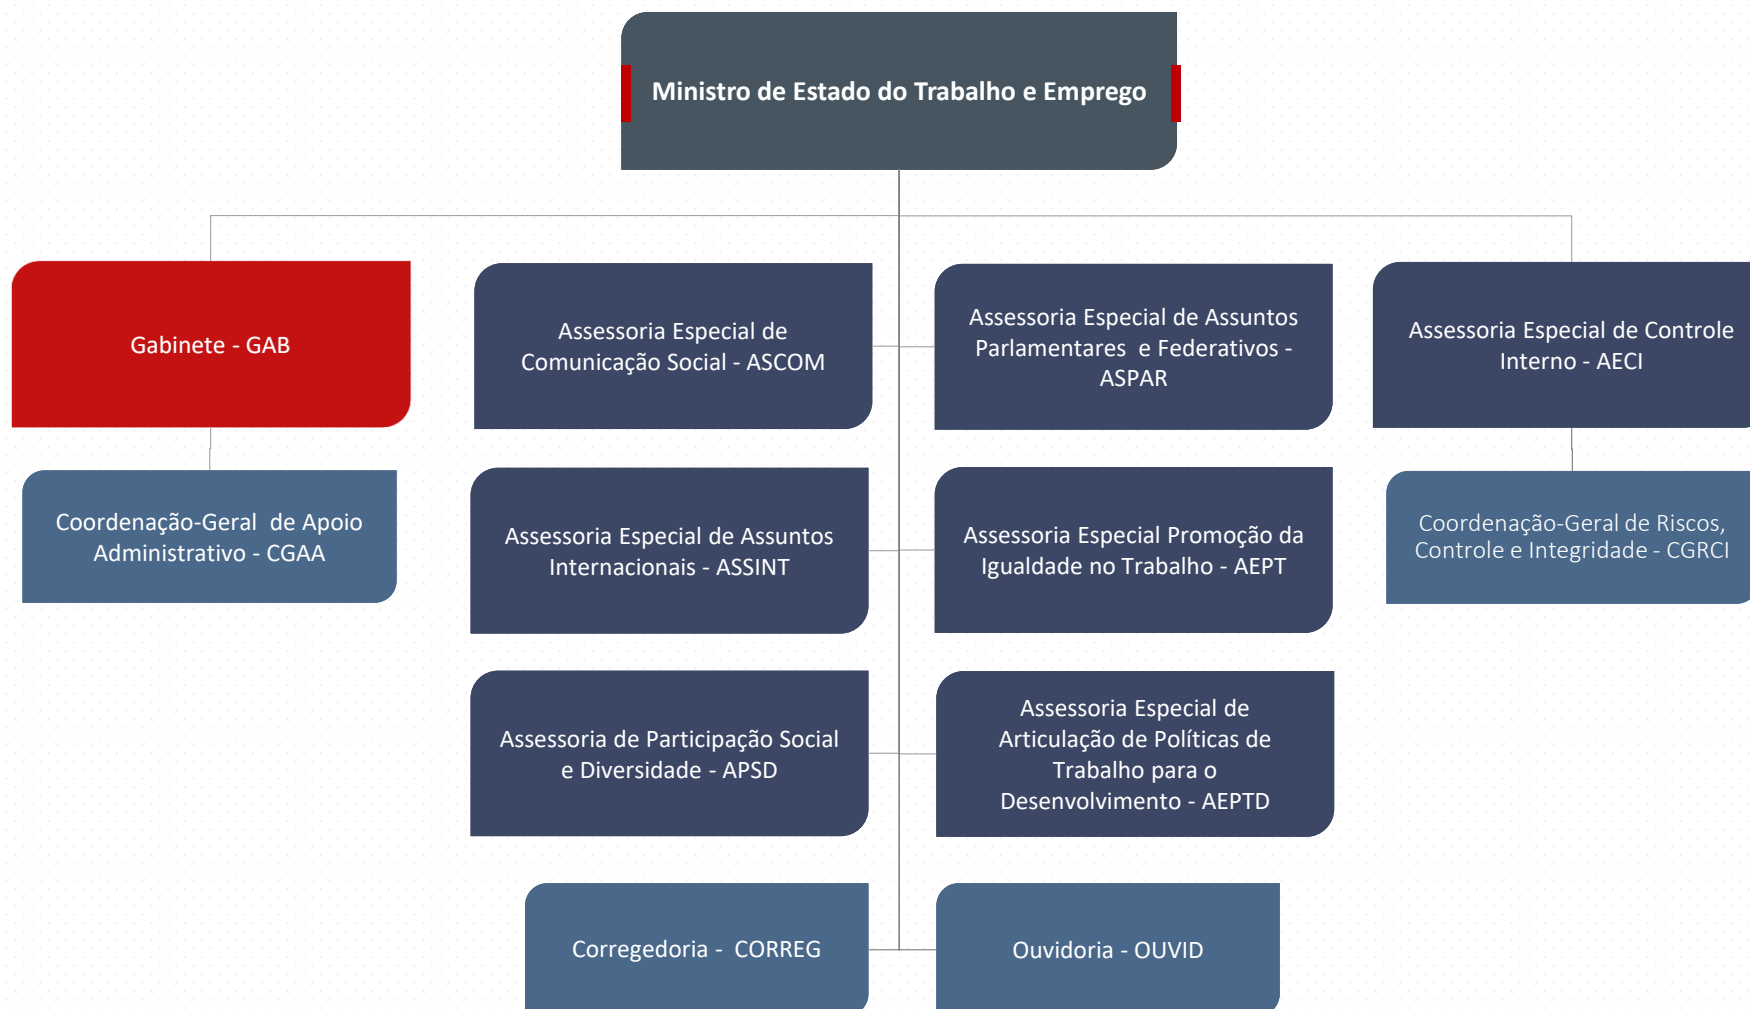 Ministro de Estado do Trabalho e Emprego
Gabinete - GAB
Assessoria Especial de
Comunicação Social - ASCOM
Assessoria Especial de Assuntos
Parlamentares e Federativos -
ASPAR
Assessoria Especial de Controle
Interno - AECI
Coordenação-Geral de Apoio
Administrativo - CGAA
Assessoria Especial de Assuntos
Internacionais - ASSINT
Assessoria Especial Promoção da
Igualdade no Trabalho - AEPT
Coordenação-Geral de Riscos,
Controle e Integridade - CGRCI
Assessoria de Participação Social
e Diversidade - APSD
Assessoria Especial de
Articulação de Políticas de
Trabalho para o
Desenvolvimento - AEPTD
Corregedoria - CORREG
Ouvidoria - OUVID